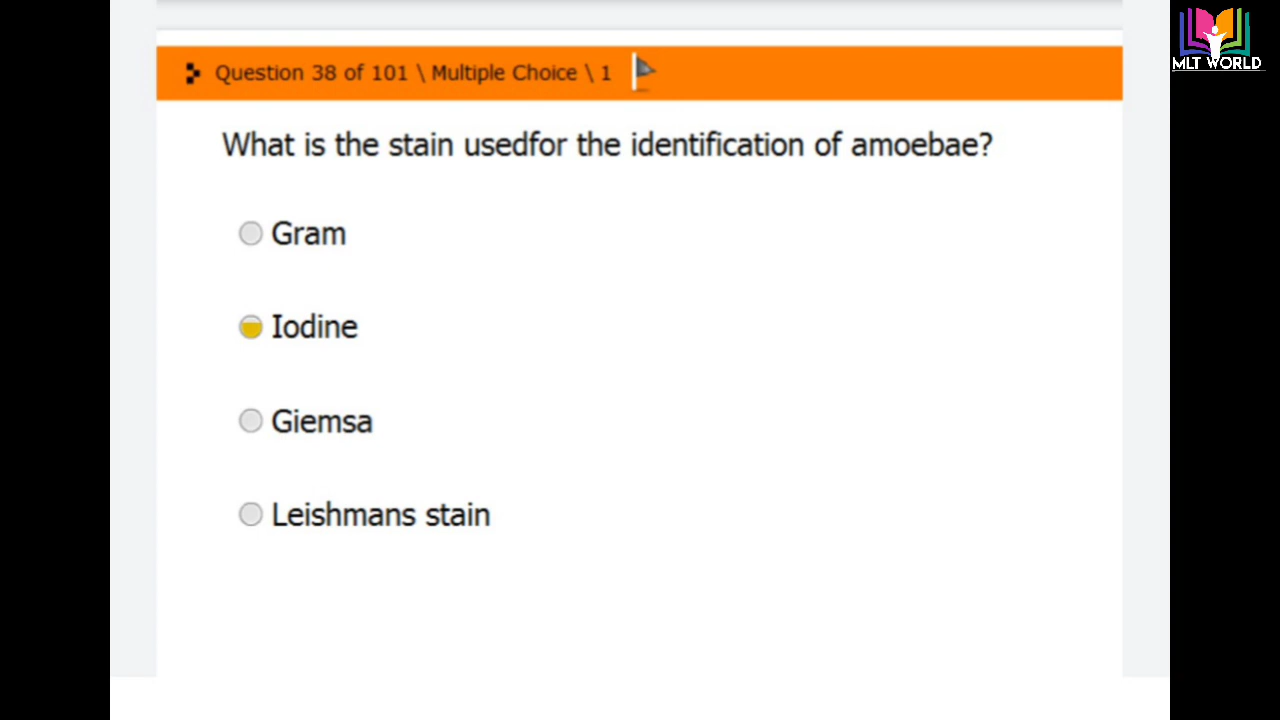 MLT WORLD
Question 38 of 101 \ Multiple Choice \ 1
What is the stain usedfor the identification of amoebae?
Gram
Iodine
Giemsa
Leishmans stain